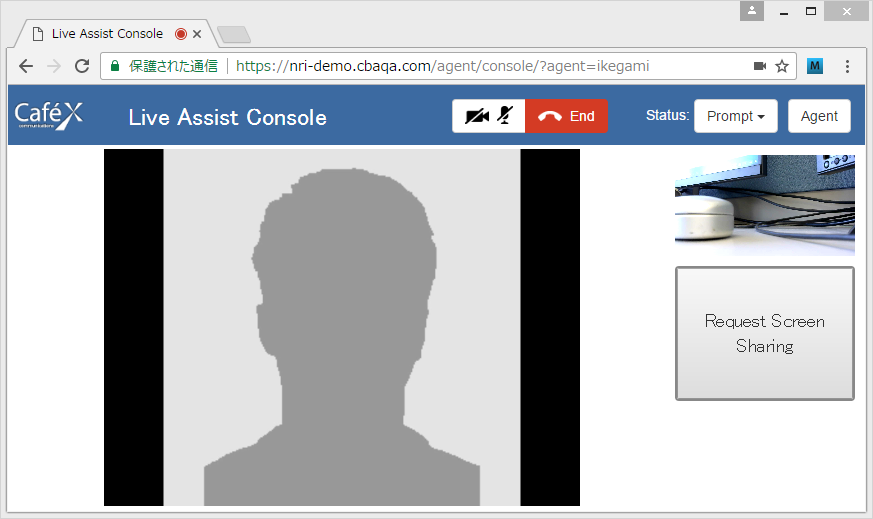 Live Assist Console
保護された通信
https://nri-demo.cbaqa.com/agent/console/?agent=ikegami
M
CaféX
communications
Live Assist Console
End
Status:
Prompt
Agent
Request Screen
Sharing